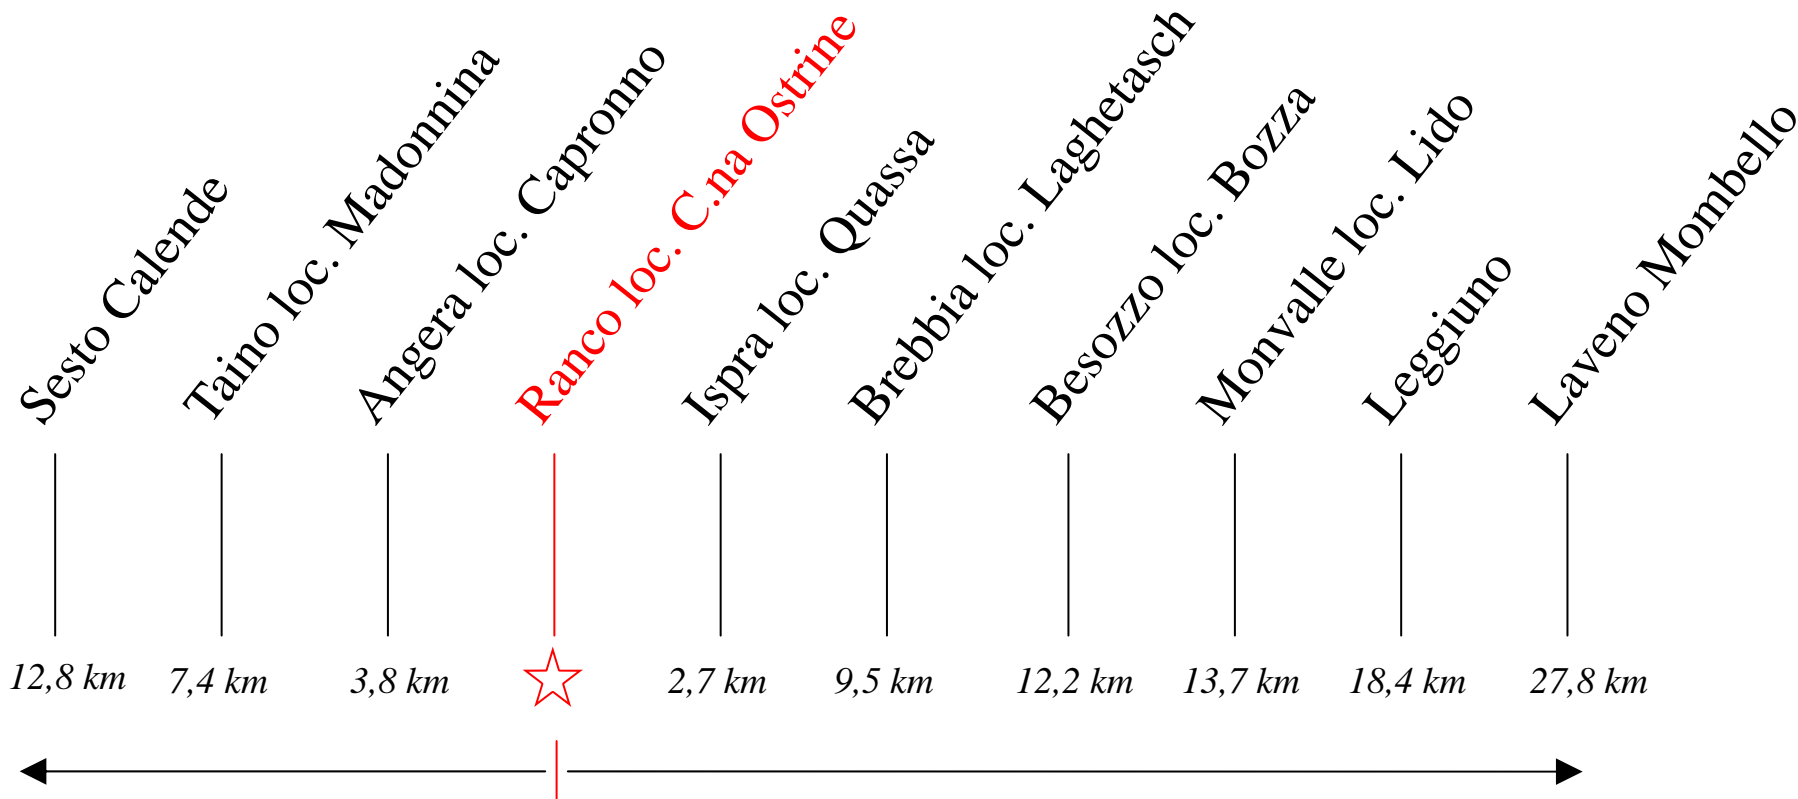 Sesto Calende
Taino loc. Madonnina
Angera loc. Capronno
Ranco loc. C.na Ostrine
Ispra loc. Quassa
Brebbia loc. Laghetasch
Besozzo loc. Bozza
Monvalle loc. Lido
Leggiuno
Laveno Mombello
12,8 km
7,4 km
3,8 km
2,7 km
9,5 km
12,2 km
13,7 km
18,4 km
27,8 km